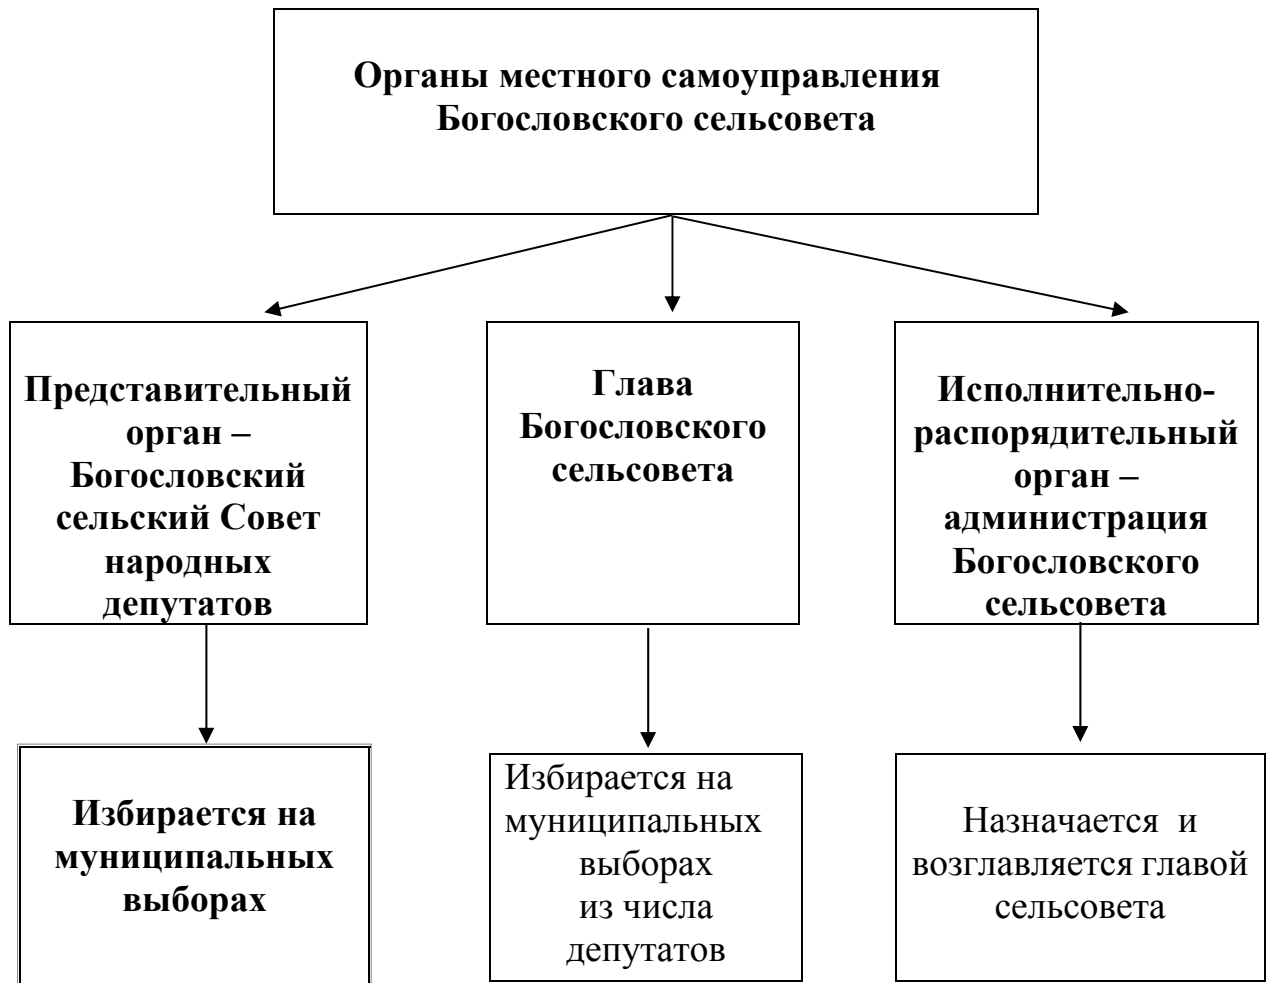 Органы местного самоуправления
Богословского сельсовета
Представительный
орган –
Богословский
сельский Совет
народных
депутатов
Глава
Богословского
сельсовета
Исполнительно-
распорядительный
орган –
администрация
Богословского
сельсовета
Избирается на
муниципальных
выборах
Избирается на
муниципальных
выборах
из числа
депутатов
Назначается и
возглавляется главой
сельсовета